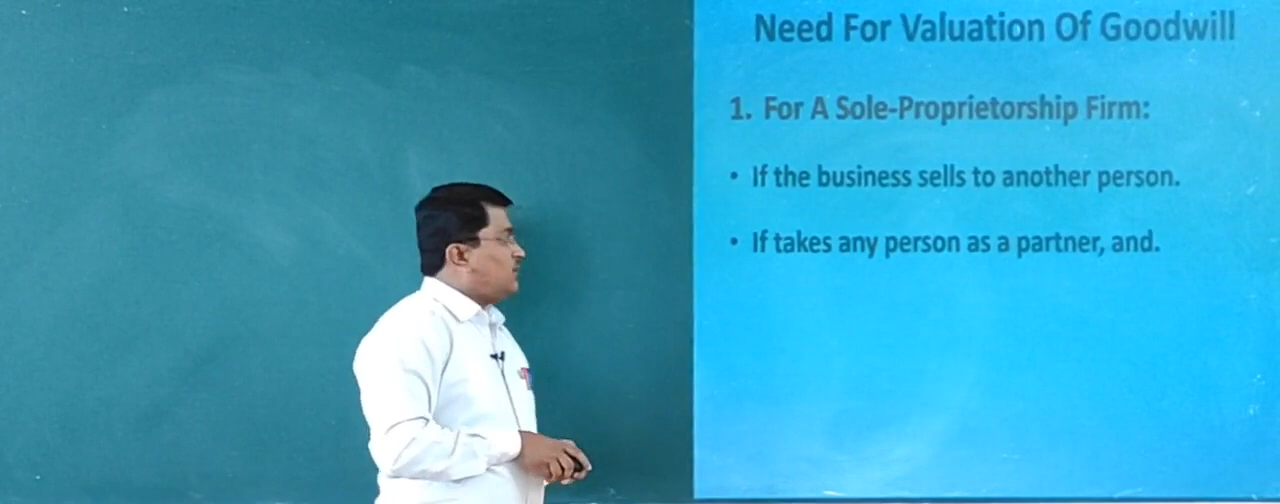 Need For Valuation Of Goodwill
1. For A Sole-Proprietorship Firm:
• If the business sells to another person.
• If takes any person as a partner, and.